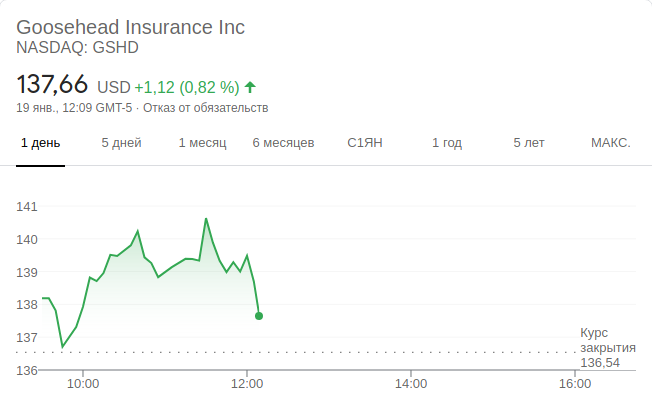 Goosehead Insurance Inc
NASDAQ: GSHD
137,66 USD +1,12 (0,82 %)
19 янв., 12:09 GMT-5 · Отказ от обязательств
1 день 5 дней 1 месяц 6 месяцев С1ЯН 1 год 5 лет МАКС.
141
140
139
138
137
Курс
закрытия
136,54
136
10:00 12:00 14:00 16:00